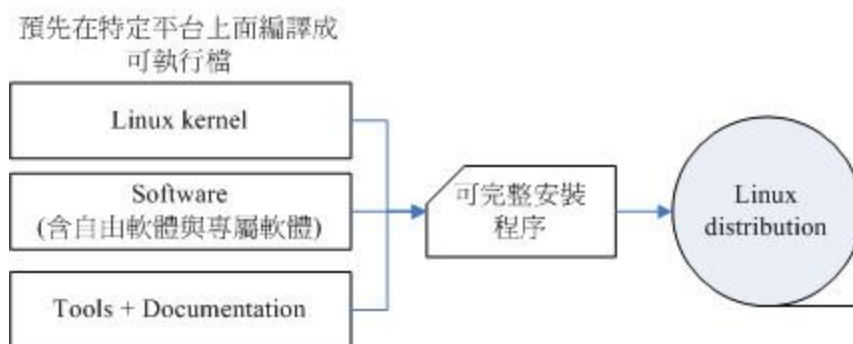 預先在特定平台上面編譯成
可執行檔
Linux kernel
Software
(含自由軟體與專屬軟體)
Tools + Documentation
可完整安裝
程序
Linux
distribution